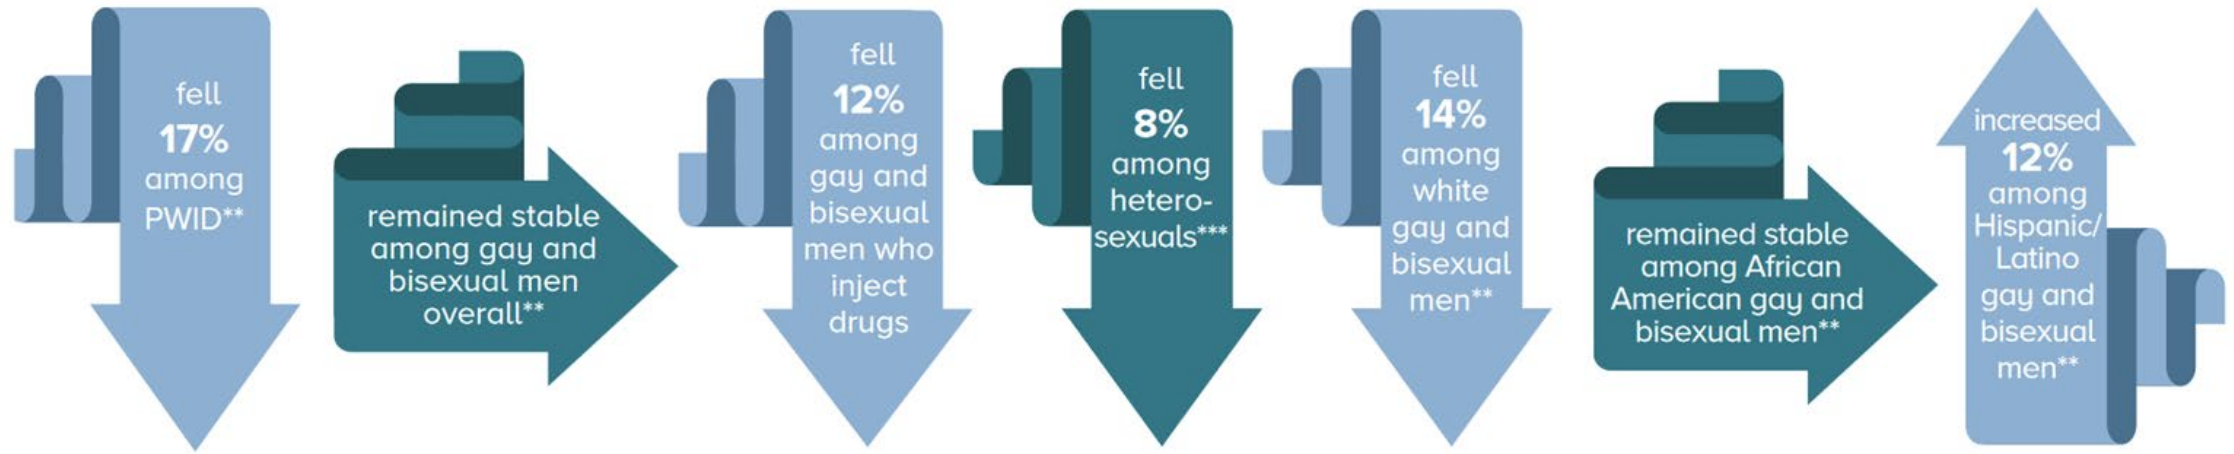 fell
17%
among
PWID**
remained stable
among gay and
bisexual men
overall**
fell
12%
among
gay and
bisexual
men who
inject
drugs
fell
8%
among
hetero-
sexuals***
fell
14%
among
white
gay and
bisexual
men**
remained stable
among African
American gay and
bisexual men**
increased
12%
among
Hispanic/
Latino
gay and
bisexual
men**